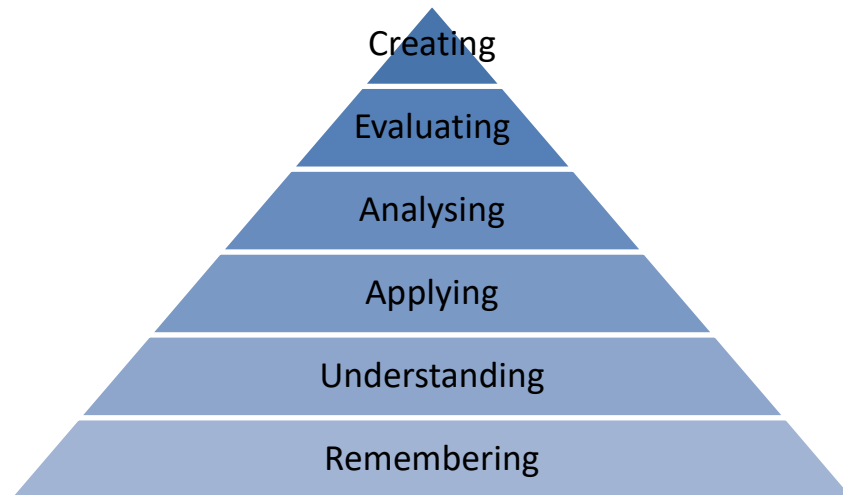 Creating
Evaluating
Analysing
Applying
Understanding
Remembering